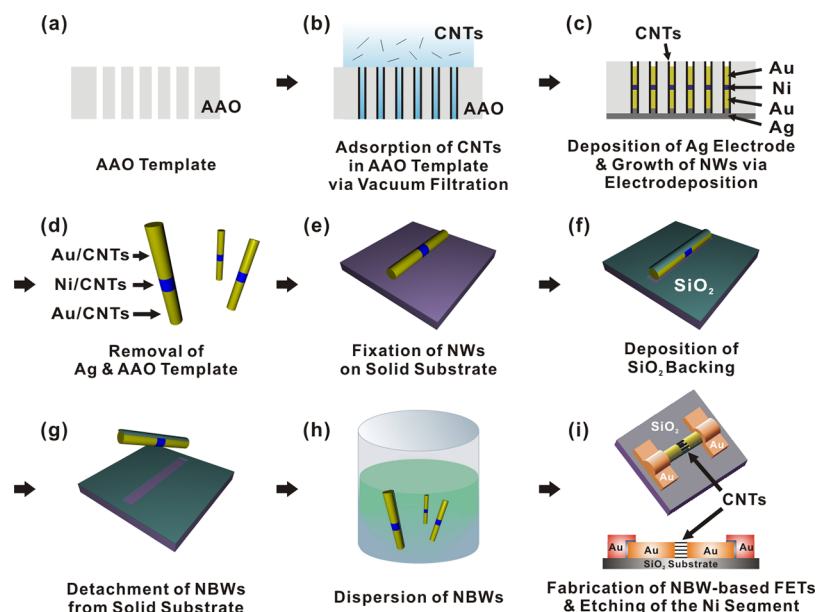 (a)
AAO
AAO Template
(b)
CNTs
AAO
Adsorption of CNTs
in AAO Template
via Vacuum Filtration
(c)
CNTs
Au
Ni
Au
Ag
Deposition of Ag Electrode
& Growth of NWs via
Electrodeposition
(d)
Au/CNTs
Ni/CNTs
Au/CNTs
Removal of
Ag & AAO Template
(e)
Fixation of NWs
on Solid Substrate
(f)
SiO₂
Deposition of
SiO₂ Backing
(g)
Detachment of NBWs
from Solid Substrate
(h)
Dispersion of NBWs
(i)
SiO₂
Au
Au
CNTs
Au
Au
Au
Au
SiO₂ Substrate
Fabrication of NBW-based FETs
& Etching of the Ni Segment